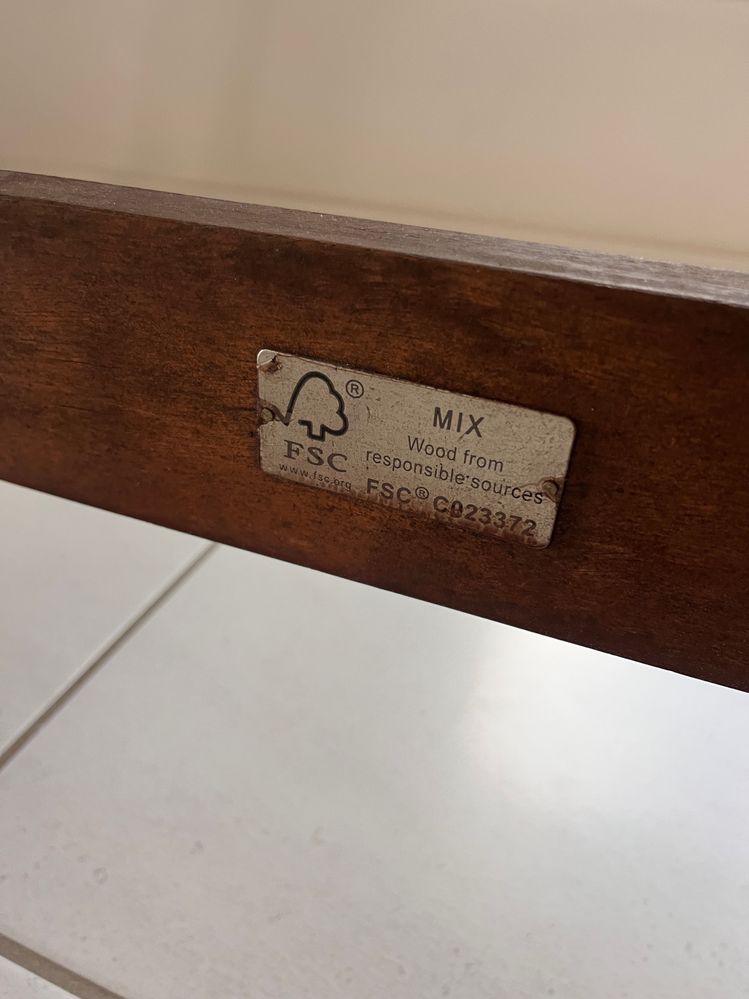 ®
FSC
www.fsc.org
MIX
Wood from
responsible sources
FSC® C023372